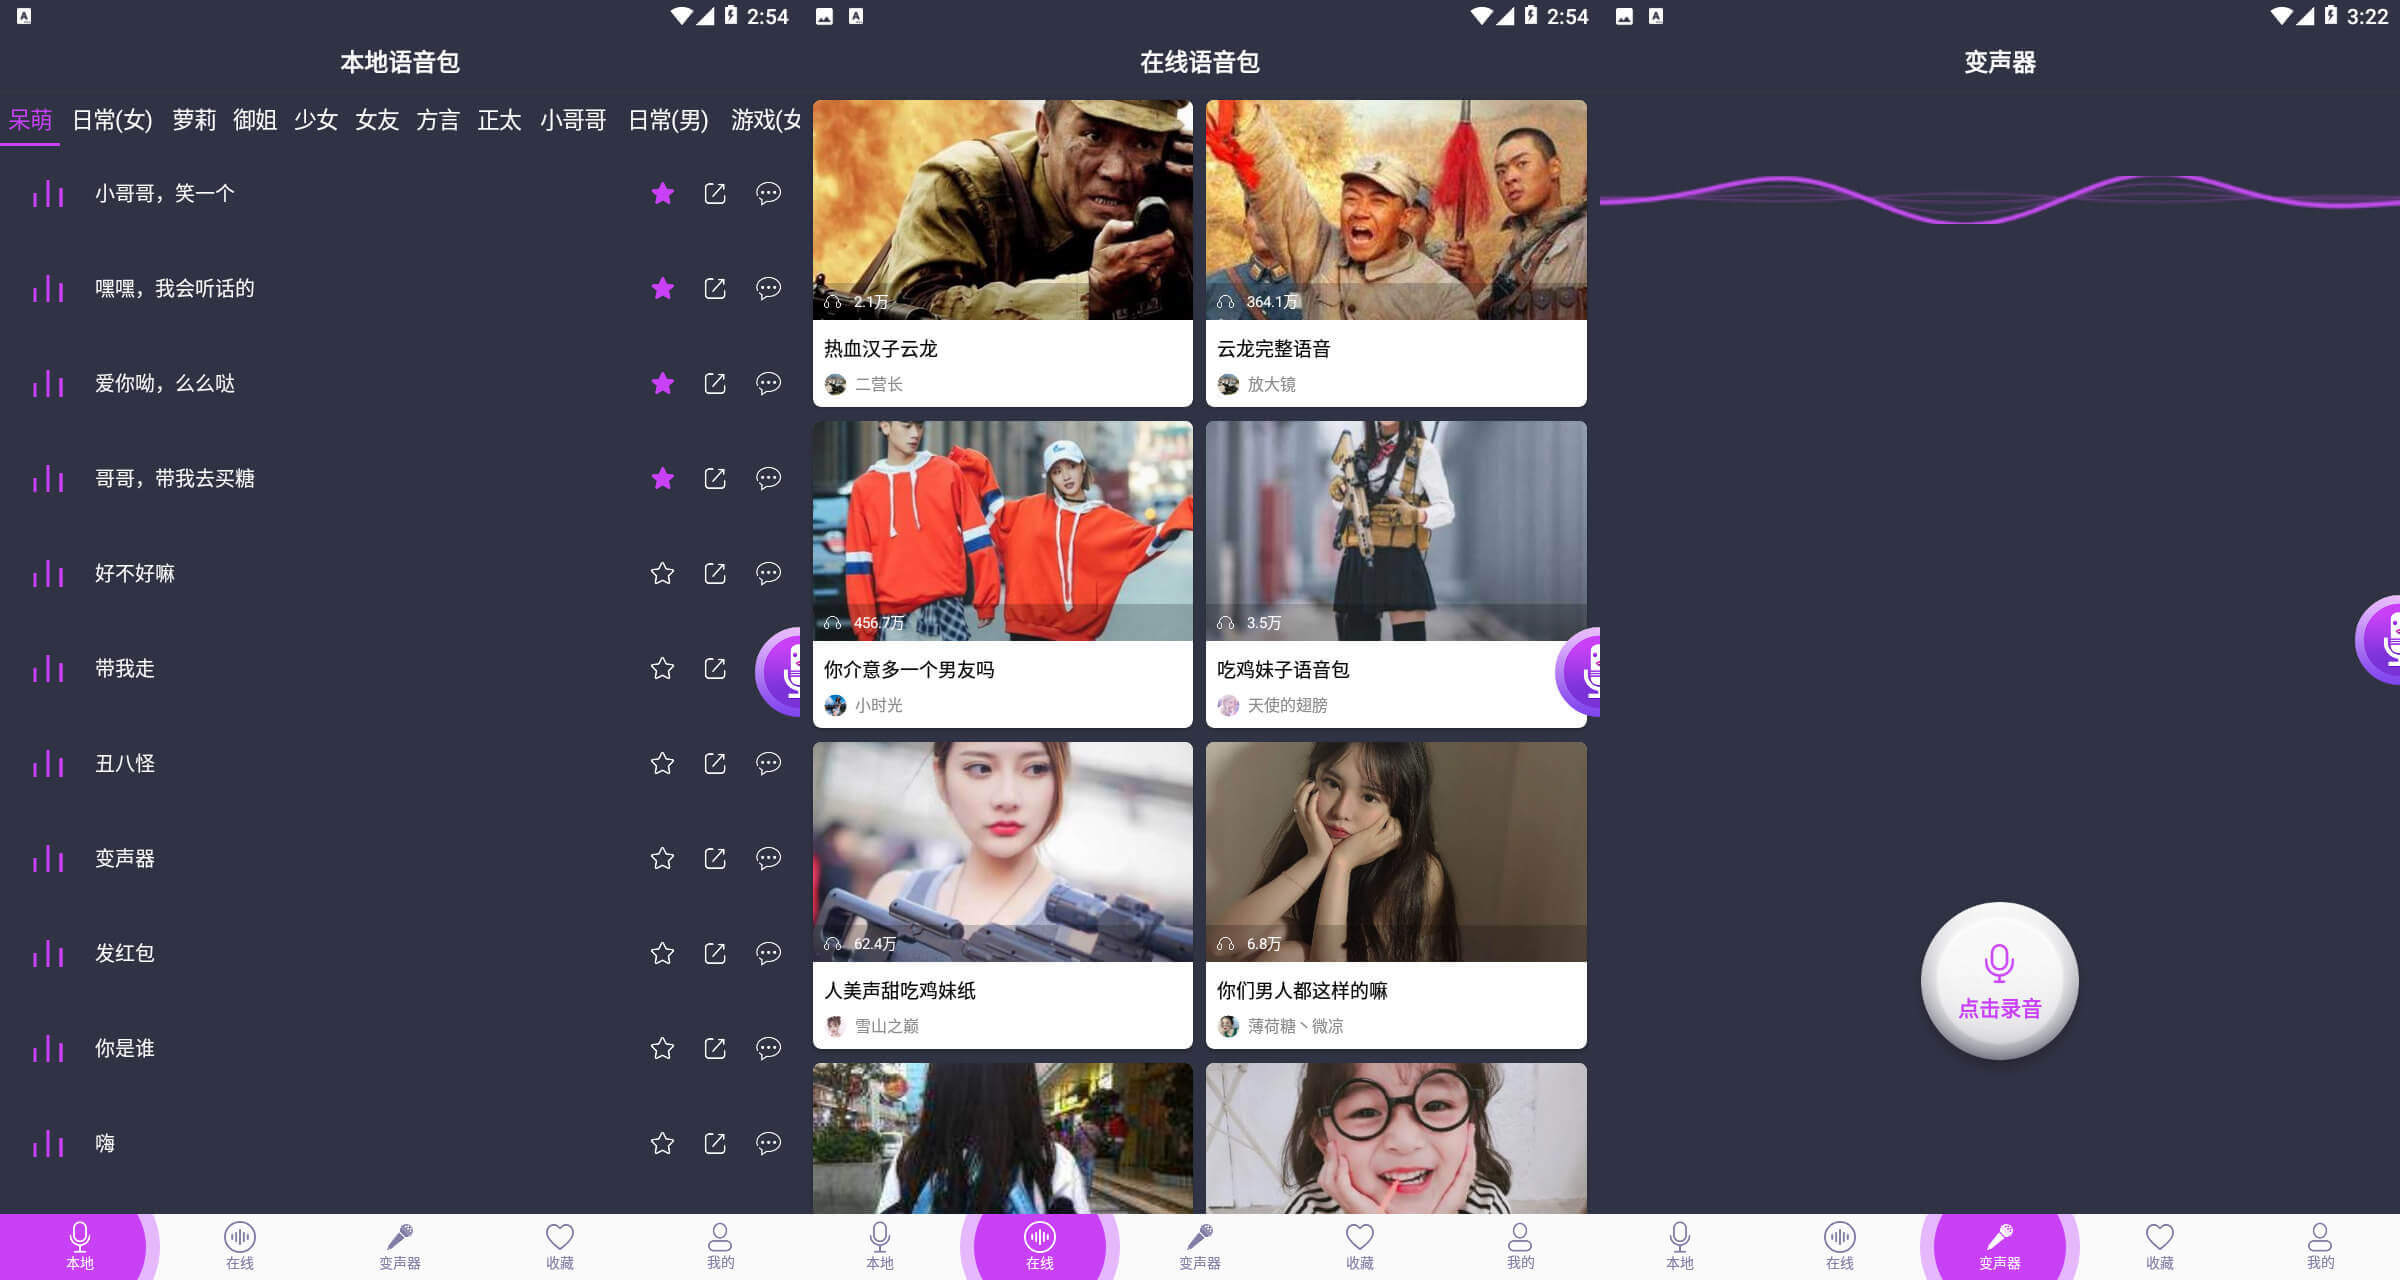 2:54
本地语音包
呆萌 日常(女) 萝莉 御姐 少女 女友 方言 正太 小哥哥 日常(男) 游戏(女
小哥哥，笑一个
嘿嘿，我会听话的
爱你呦，么么哒
哥哥，带我去买糖
好不好嘛
带我走
丑八怪
变声器
发红包
你是谁
嗨
本地 在线 变声器 收藏 我的
2:54
在线语音包
2.1万 364.1万
热血汉子云龙 云龙完整语音
二营长 放大镜
456.7万 3.5万
你介意多一个男友吗 吃鸡妹子语音包
小时光 天使的翅膀
62.4万 6.8万
人美声甜吃鸡妹纸 你们男人都这样的嘛
雪山之巅 薄荷糖丶微凉
本地 在线 变声器 收藏 我的
3:22
变声器
点击录音
本地 在线 变声器 收藏 我的